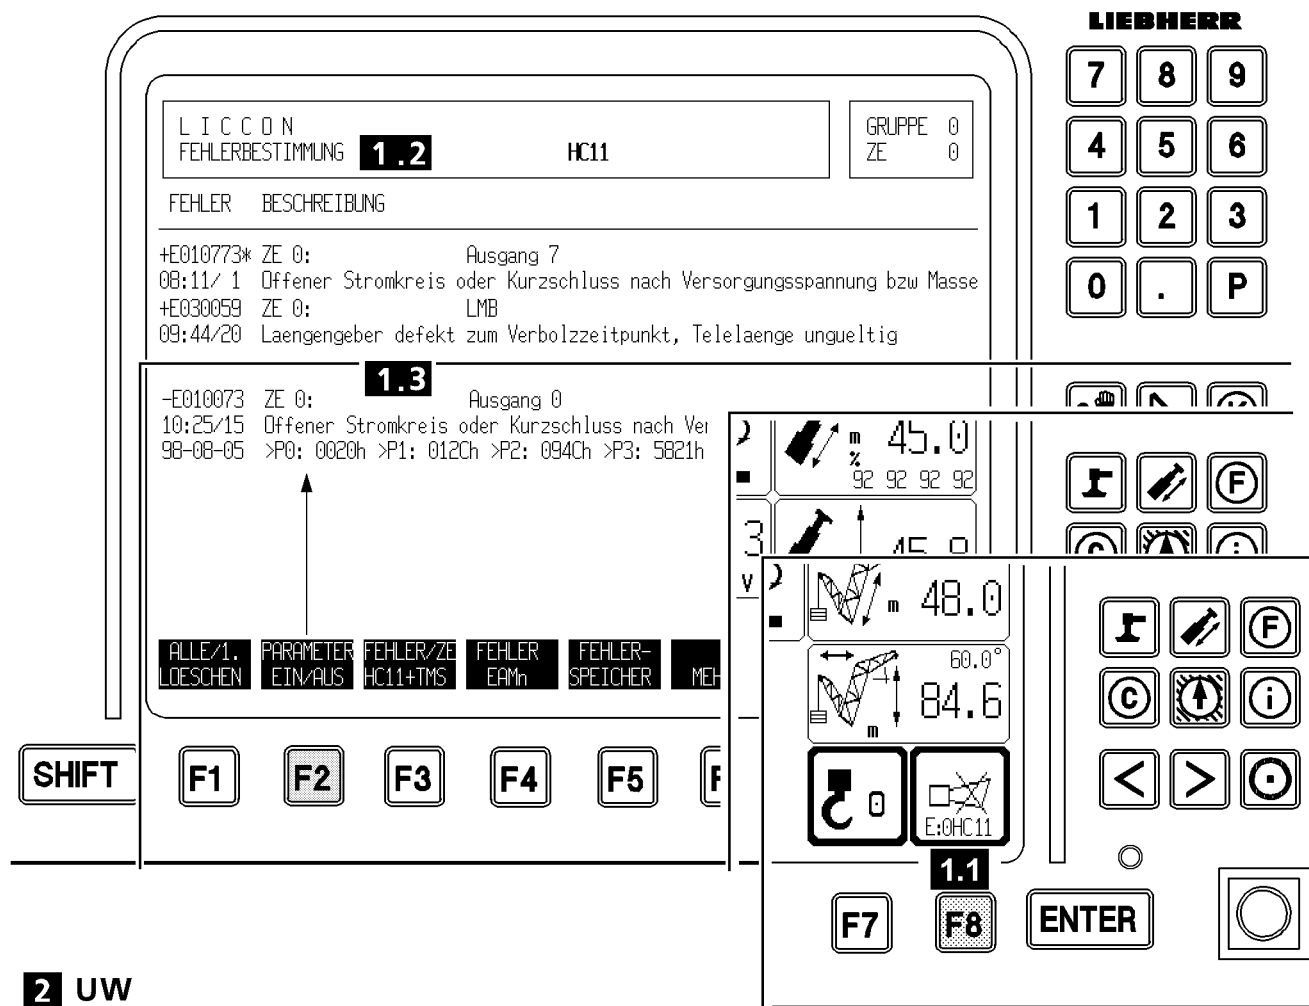 LIEBHERR
7 8 9
4 5 6
1 2 3
0 . P
L I C C O N
FEHLERBESTIMMUNG 1.2 HC11
GRUPPE 0
ZE 0
FEHLER BESCHREIBUNG
+E010773* ZE 0: Ausgang 7
08:11/ 1 Offener Stromkreis oder Kurzschluss nach Versorgungsspannung bzw Masse
+E030059 ZE 0: LMB
09:44/20 Laengengeber defekt zum Verbolzzeitpunkt, Telelaenge ungueltig
1.3
-E010073 ZE 0: Ausgang 0
10:25/15 Offener Stromkreis oder Kurzschluss nach
98-08-05 >P0: 0020h >P1: 012Ch >P2: 094Ch >P3: 5821h
m 45.0
%
92 92 92 92
3
V
F
C i
m 48.0
60.0°
84.6
m
0
E:0HC11
1.1
ALLE/1. LOESCHEN
PARAMETER EIN/AUS
FEHLER/ZE HC11+TMS
FEHLER EAMn
FEHLER- SPEICHER
SHIFT F1 F2 F3 F4 F5
F
C i
< >
F7 F8 ENTER
2 UW